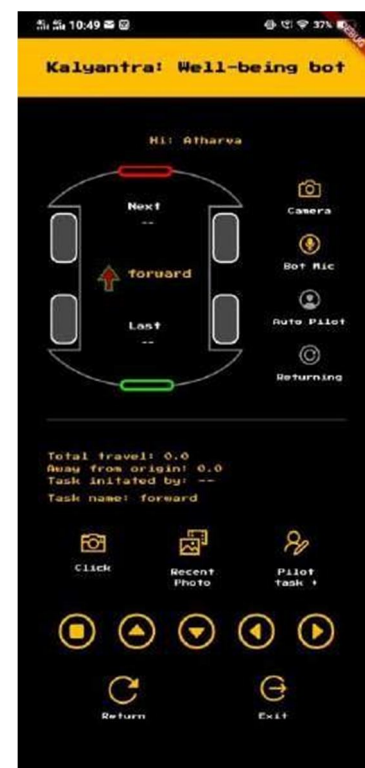 10:49
37%
DEBUG
Kalyantra: Well-being bot
Hi: Atharva
Next
--
forward
Last
--
Camera
Bot Mic
Auto Pilot
Returning
Total travel: 0.0
Away from origin: 0.0
Task initated by: --
Task name: forward
Click
Recent
Photo
Pilot
task +
Return
Exit